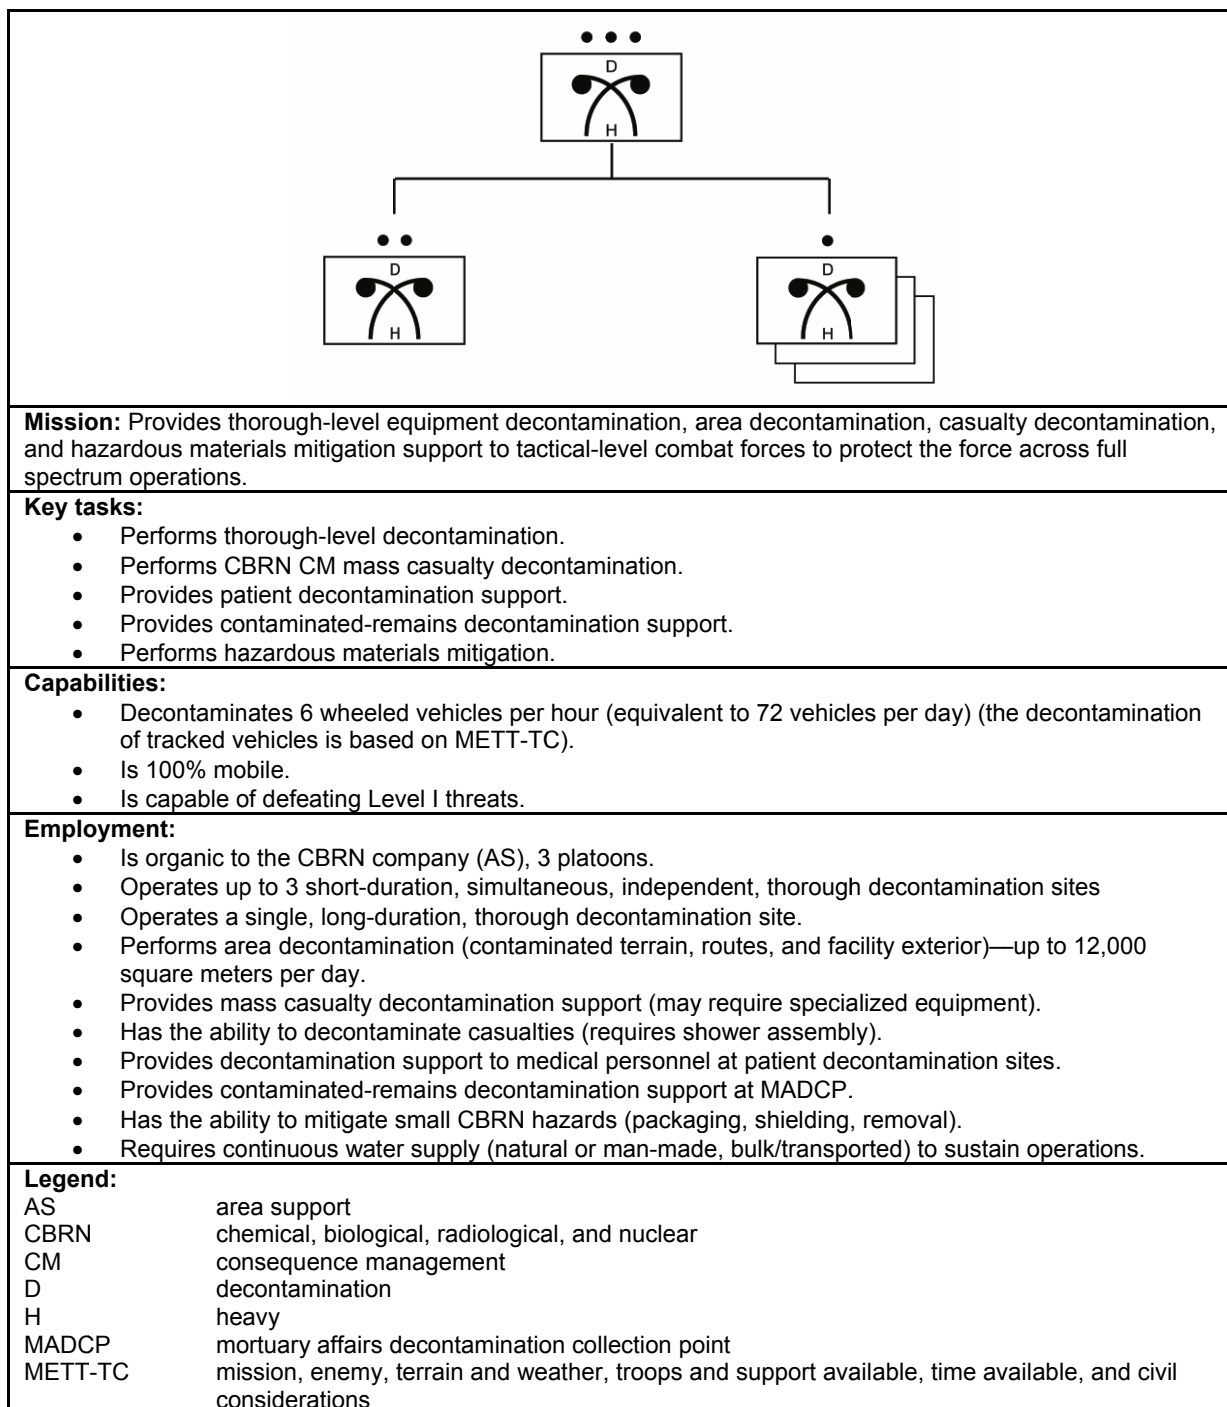 D
H
D
H
D
H
Mission: Provides thorough-level equipment decontamination, area decontamination, casualty decontamination,
and hazardous materials mitigation support to tactical-level combat forces to protect the force across full
spectrum operations.
Key tasks:
• Performs thorough-level decontamination.
• Performs CBRN CM mass casualty decontamination.
• Provides patient decontamination support.
• Provides contaminated-remains decontamination support.
• Performs hazardous materials mitigation.
Capabilities:
• Decontaminates 6 wheeled vehicles per hour (equivalent to 72 vehicles per day) (the decontamination
of tracked vehicles is based on METT-TC).
• Is 100% mobile.
• Is capable of defeating Level I threats.
Employment:
• Is organic to the CBRN company (AS), 3 platoons.
• Operates up to 3 short-duration, simultaneous, independent, thorough decontamination sites
• Operates a single, long-duration, thorough decontamination site.
• Performs area decontamination (contaminated terrain, routes, and facility exterior)—up to 12,000
square meters per day.
• Provides mass casualty decontamination support (may require specialized equipment).
• Has the ability to decontaminate casualties (requires shower assembly).
• Provides decontamination support to medical personnel at patient decontamination sites.
• Provides contaminated-remains decontamination support at MADCP.
• Has the ability to mitigate small CBRN hazards (packaging, shielding, removal).
• Requires continuous water supply (natural or man-made, bulk/transported) to sustain operations.
Legend:
AS area support
CBRN chemical, biological, radiological, and nuclear
CM consequence management
D decontamination
H heavy
MADCP mortuary affairs decontamination collection point
METT-TC mission, enemy, terrain and weather, troops and support available, time available, and civil
considerations